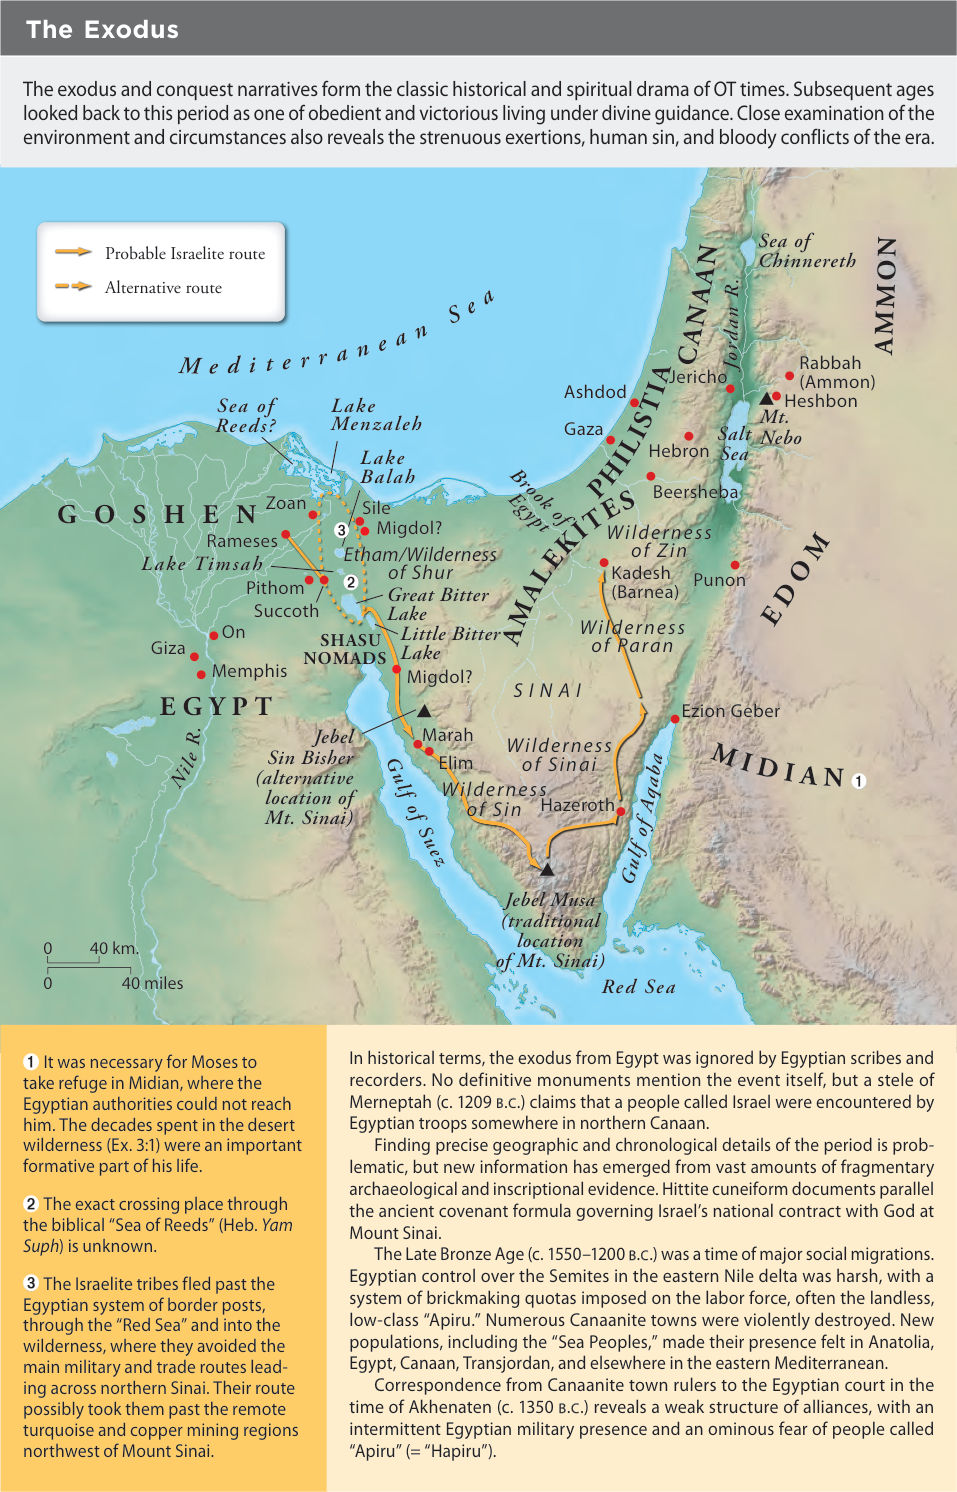 The Exodus
The exodus and conquest narratives form the classic historical and spiritual drama of OT times. Subsequent ages
looked back to this period as one of obedient and victorious living under divine guidance. Close examination of the
environment and circumstances also reveals the strenuous exertions, human sin, and bloody conflicts of the era.
Probable Israelite route
Alternative route
Mediterranean Sea
Sea of
Chinnereth
AMMON
CANAAN
Jordan R.
Rabbah
(Ammon)
Jericho
Heshbon
Mt.
Nebo
Ashdod
PHILISTIA
Gaza
Hebron
Salt
Sea
Beersheba
Sea of
Reeds?
Lake
Menzaleh
Lake
Balah
Brook of
Egypt
AMALEKITES
GOSHEN
Zoan
Sile
3
Migdol?
Rameses
Etham/Wilderness
of Shur
Wilderness
of Zin
Lake Timsah
2
Kadesh
(Barnea)
Punon
EDOM
Pithom
Succoth
Great Bitter
Lake
Little Bitter
Lake
Wilderness
of Paran
On
Giza
Memphis
SHASU
NOMADS
Migdol?
EGYPT
SINAI
Ezion Geber
Nile R.
Jebel
Sin Bisher
(alternative
location of
Mt. Sinai)
Marah
Elim
Wilderness
of Sinai
MIDIAN 1
Gulf of Suez
Wilderness
of Sin
Hazeroth
Gulf of Aqaba
Jebel Musa
(traditional
location
of Mt. Sinai)
Red Sea
0 40 km.
0 40 miles
1 It was necessary for Moses to
take refuge in Midian, where the
Egyptian authorities could not reach
him. The decades spent in the desert
wilderness (Ex. 3:1) were an important
formative part of his life.
2 The exact crossing place through
the biblical “Sea of Reeds” (Heb. Yam
Suph) is unknown.
3 The Israelite tribes fled past the
Egyptian system of border posts,
through the “Red Sea” and into the
wilderness, where they avoided the
main military and trade routes lead-
ing across northern Sinai. Their route
possibly took them past the remote
turquoise and copper mining regions
northwest of Mount Sinai.
In historical terms, the exodus from Egypt was ignored by Egyptian scribes and
recorders. No definitive monuments mention the event itself, but a stele of
Merneptah (c. 1209 B.C.) claims that a people called Israel were encountered by
Egyptian troops somewhere in northern Canaan.
Finding precise geographic and chronological details of the period is prob-
lematic, but new information has emerged from vast amounts of fragmentary
archaeological and inscriptional evidence. Hittite cuneiform documents parallel
the ancient covenant formula governing Israel’s national contract with God at
Mount Sinai.
The Late Bronze Age (c. 1550–1200 B.C.) was a time of major social migrations.
Egyptian control over the Semites in the eastern Nile delta was harsh, with a
system of brickmaking quotas imposed on the labor force, often the landless,
low-class “Apiru.” Numerous Canaanite towns were violently destroyed. New
populations, including the “Sea Peoples,” made their presence felt in Anatolia,
Egypt, Canaan, Transjordan, and elsewhere in the eastern Mediterranean.
Correspondence from Canaanite town rulers to the Egyptian court in the
time of Akhenaten (c. 1350 B.C.) reveals a weak structure of alliances, with an
intermittent Egyptian military presence and an ominous fear of people called
“Apiru” (= “Hapiru”).